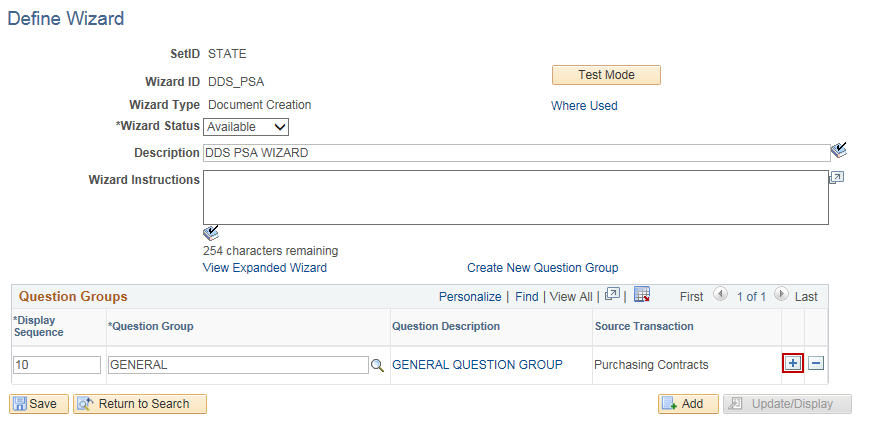 Define Wizard
SetID STATE
Wizard ID DDS_PSA
Test Mode
Wizard Type Document Creation
Where Used
*Wizard Status Available
Description DDS PSA WIZARD
Wizard Instructions
254 characters remaining
View Expanded Wizard Create New Question Group
Question Groups Personalize | Find | View All | | First 1 of 1 Last
*Display Sequence *Question Group Question Description Source Transaction
10 GENERAL GENERAL QUESTION GROUP Purchasing Contracts
Save Return to Search Add Update/Display